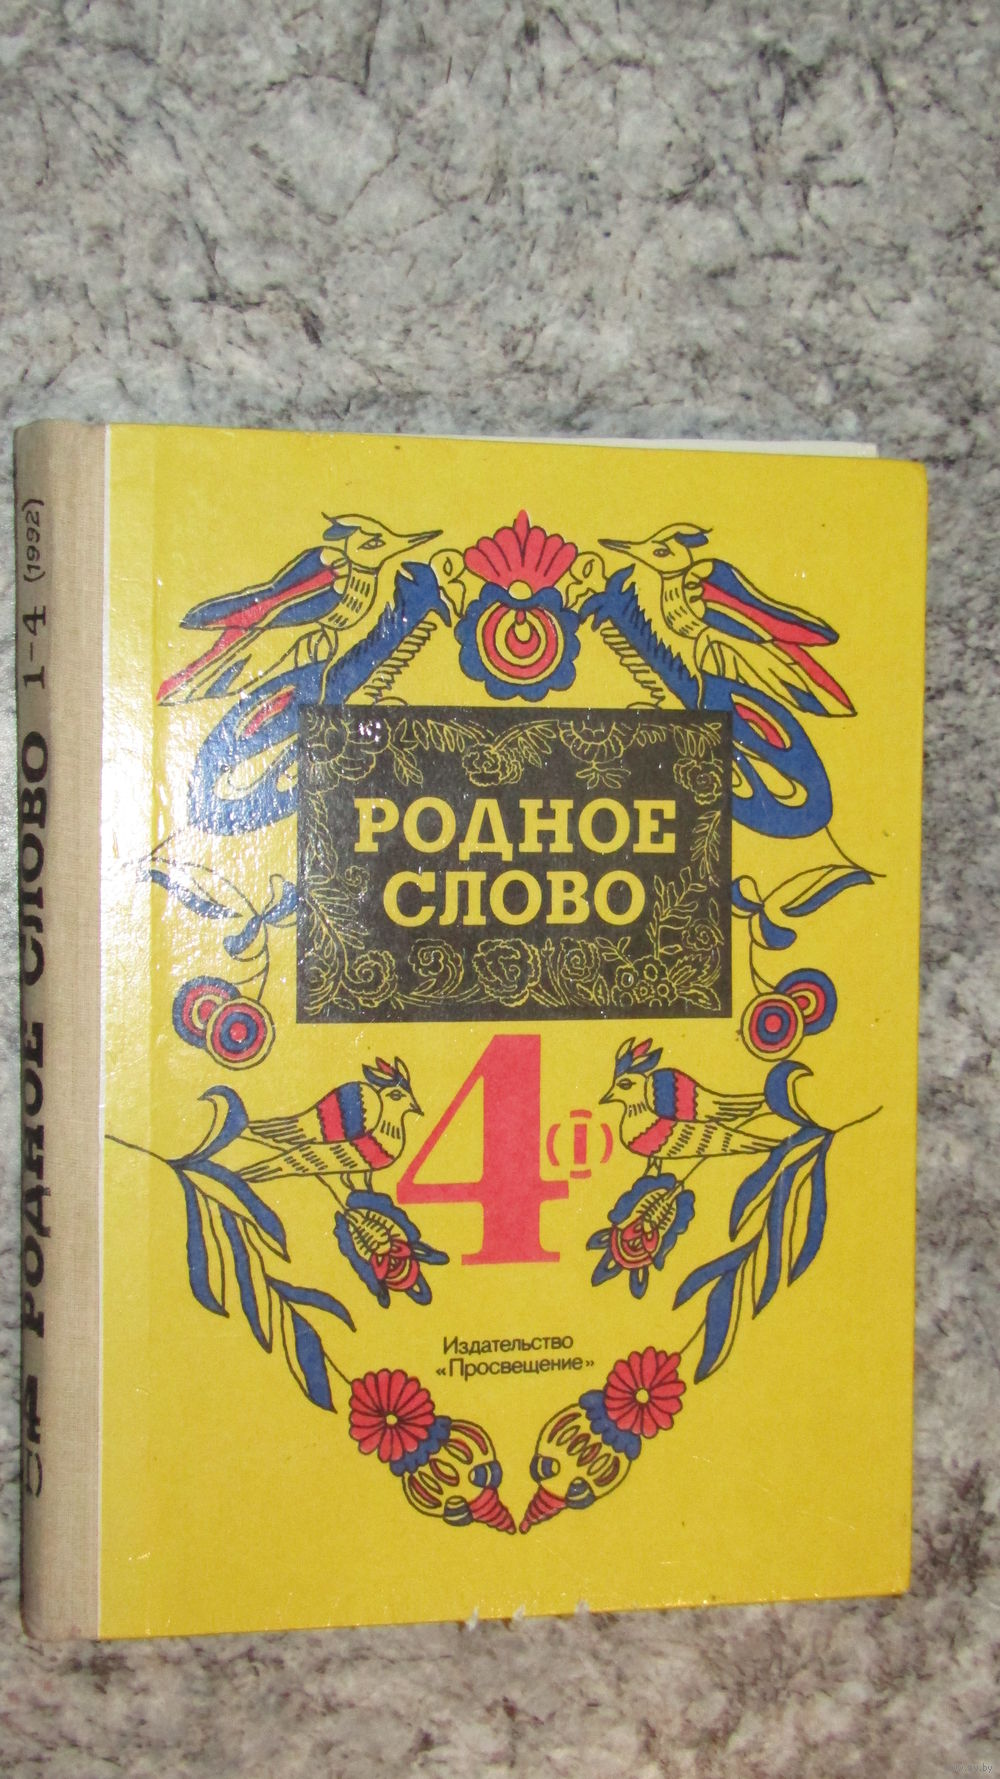 РОДНОЕ
СЛОВО
4(I)
Издательство
«Просвещение»
РОДНОЕ СЛОВО 1-4 (1992)